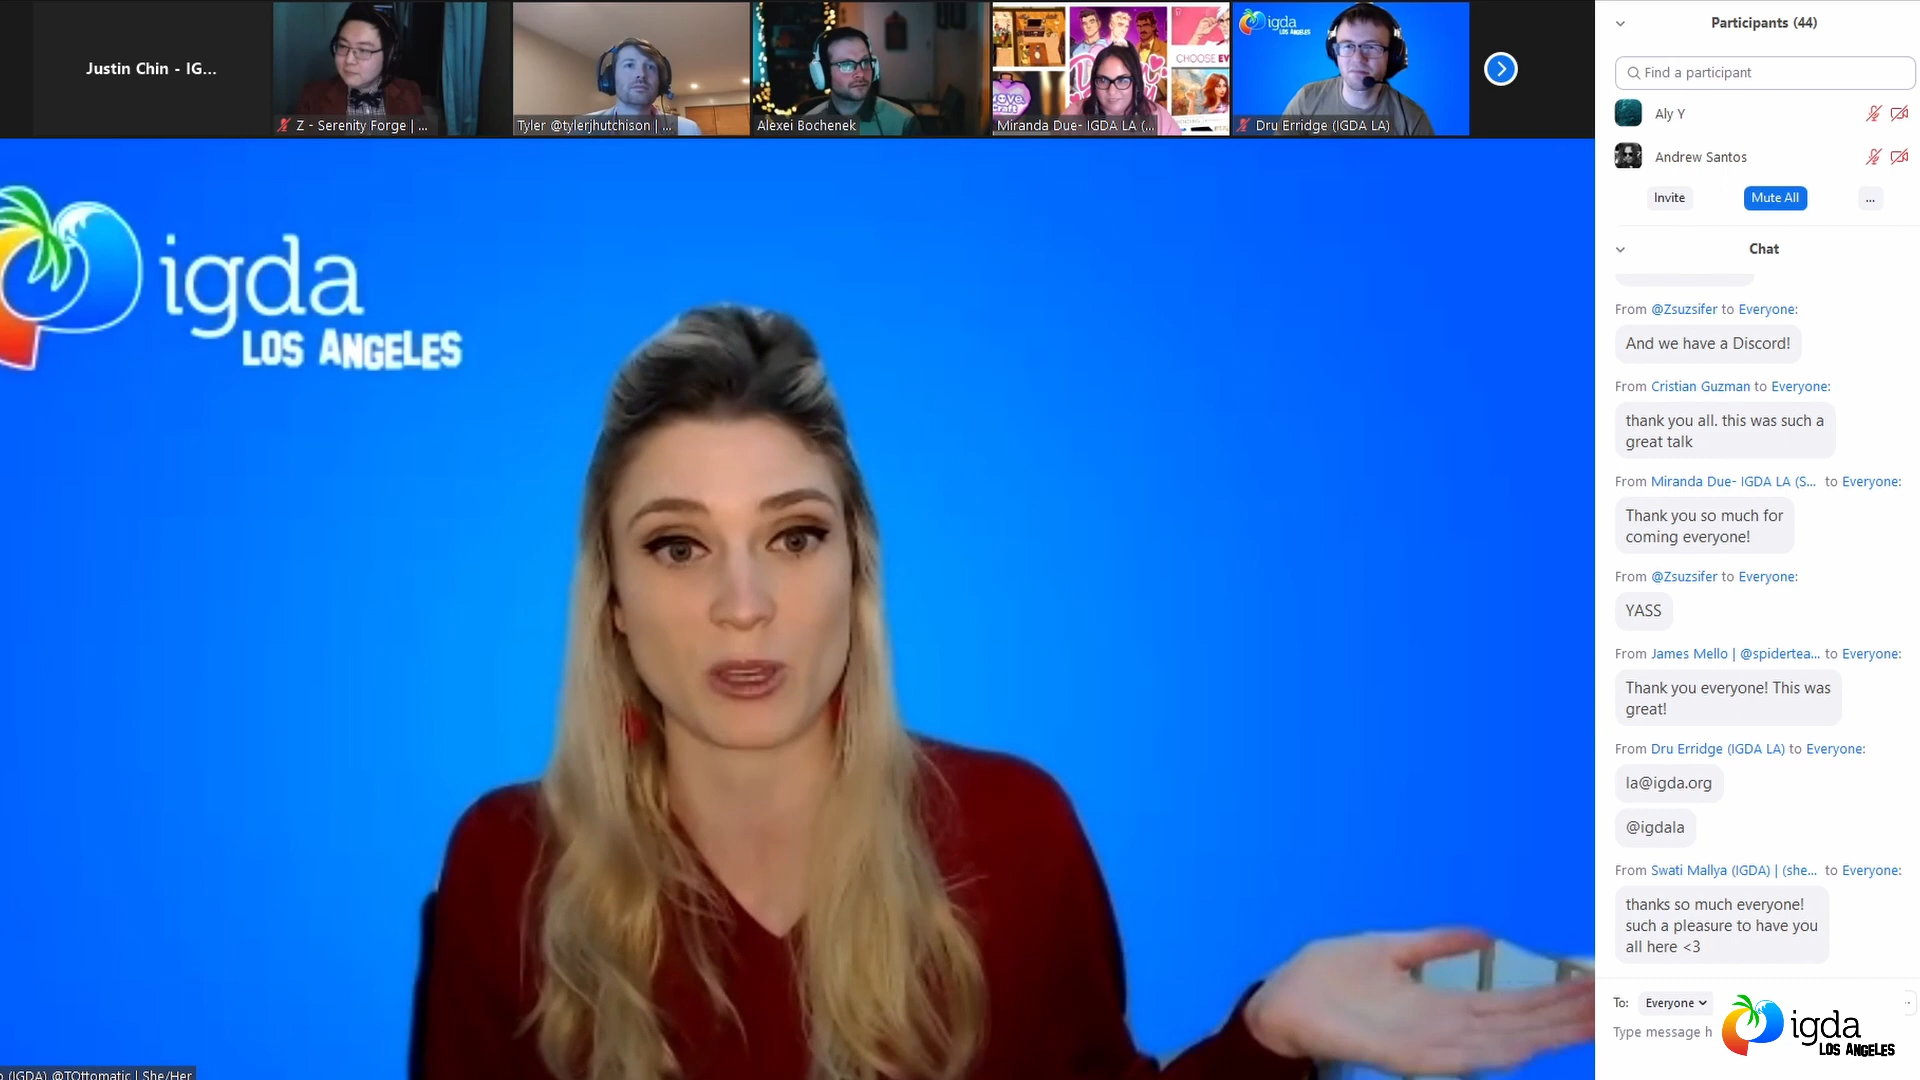 Justin Chin - IG...
Z - Serenity Forge | ...
Tyler @tylerjhutchison | ...
Alexei Bochenek
CHOOSE
Miranda Due- IGDA LA (...
igda
LOS ANGELES
Dru Erridge (IGDA LA)
igda
LOS ANGELES
(IGDA) @TOttomatic | She/Her
Participants (44)
Find a participant
Aly Y
Andrew Santos
Invite
Mute All
...
Chat
From @Zsuzsifer to Everyone:
And we have a Discord!
From Cristian Guzman to Everyone:
thank you all. this was such a
great talk
From Miranda Due- IGDA LA (S... to Everyone:
Thank you so much for
coming everyone!
From @Zsuzsifer to Everyone:
YASS
From James Mello | @spidertea... to Everyone:
Thank you everyone! This was
great!
From Dru Erridge (IGDA LA) to Everyone:
la@igda.org
@igdala
From Swati Mallya (IGDA) | (she... to Everyone:
thanks so much everyone!
such a pleasure to have you
all here <3
To: Everyone
Type message h
igda
LOS ANGELES